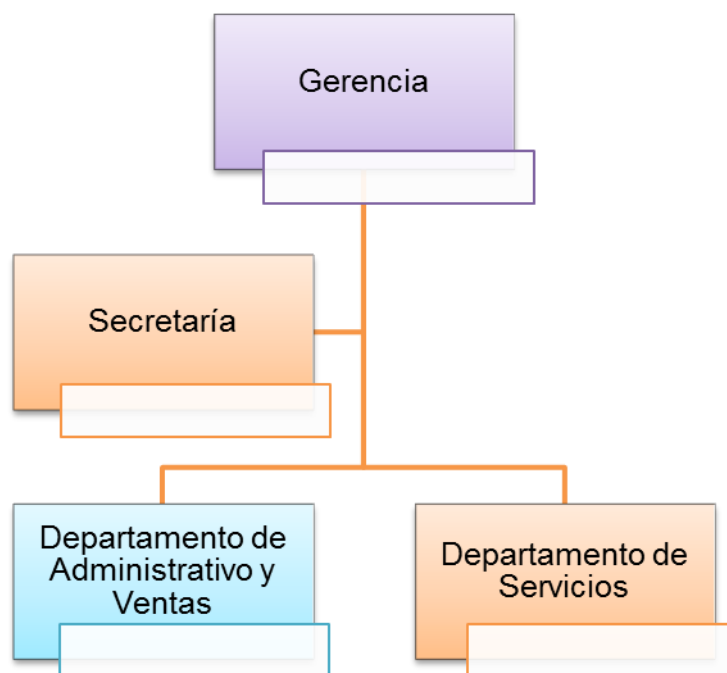 Gerencia
Secretaría
Departamento de
Administrativo y
Ventas
Departamento de
Servicios